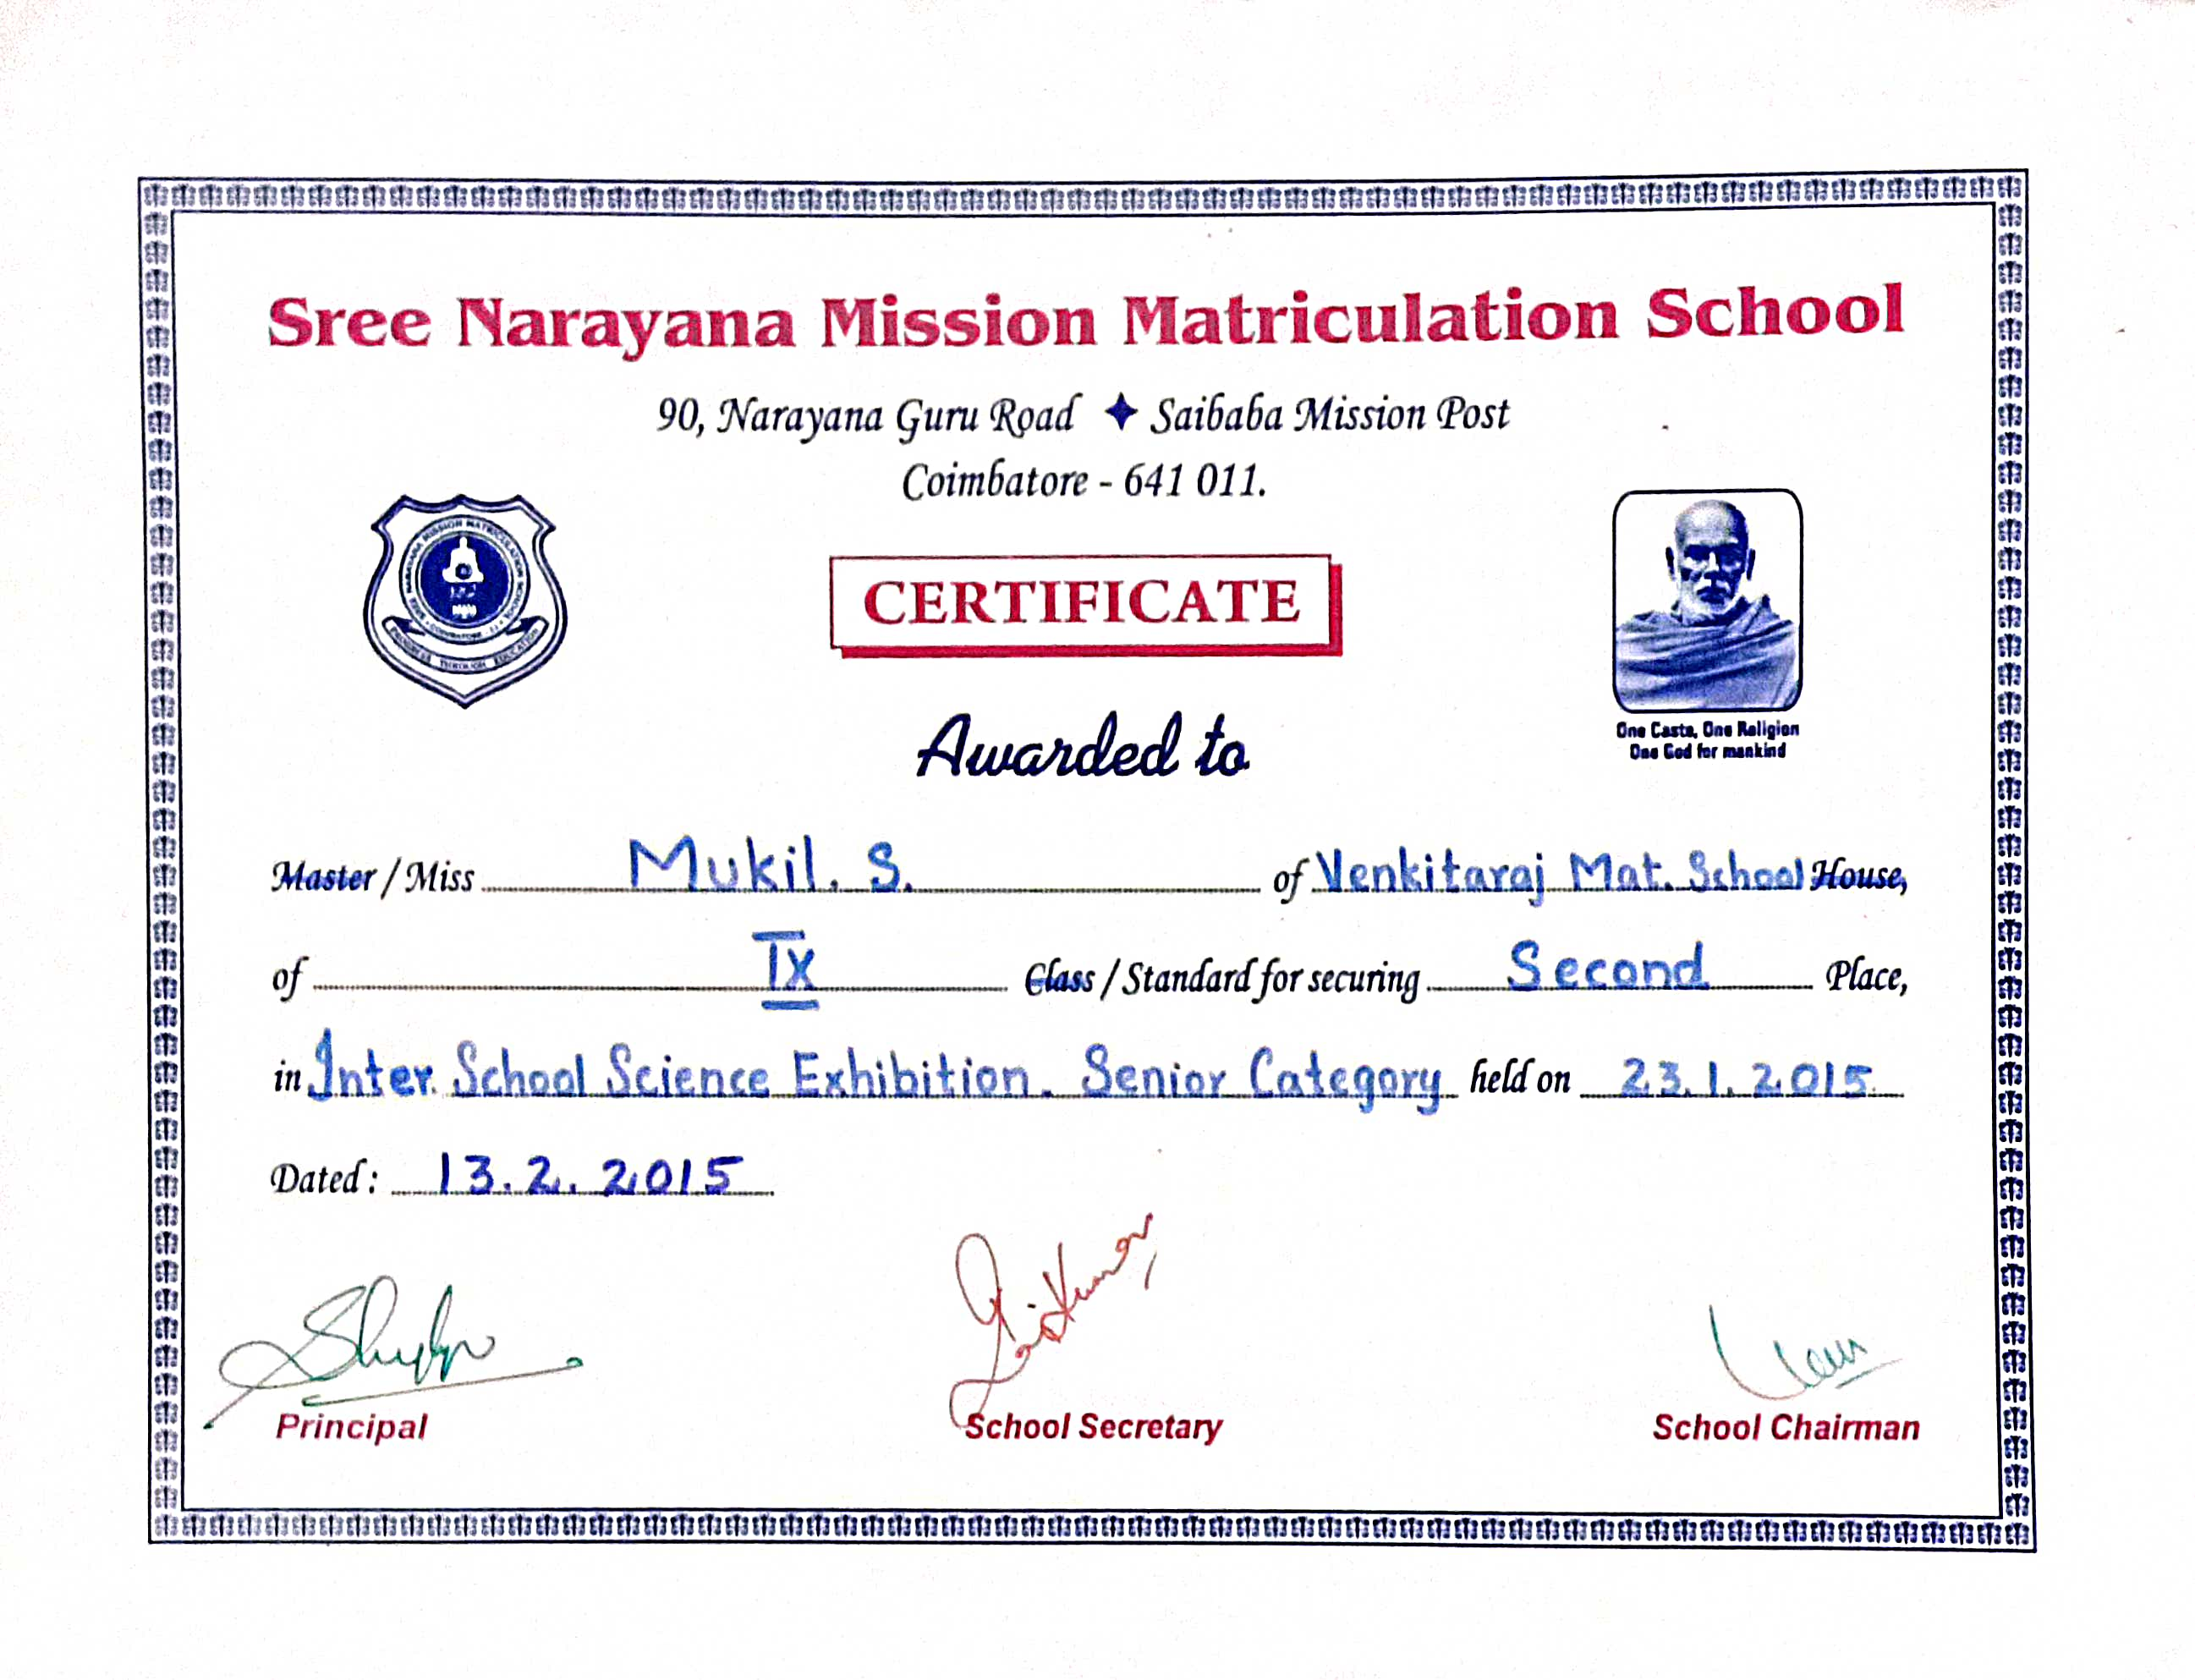 Sree Narayana Mission Matriculation School
90, Narayana Guru Road ✦ Saibaba Mission Post
Coimbatore - 641 011.
SREE NARAYANA MISSION MATRICULATION SCHOOL
COIMBATORE - 11
PROGRESS THROUGH EDUCATION
CERTIFICATE
One Caste, One Religion
One God for mankind
Awarded to
Master / Miss Mukil. S. of Venkitaraj Mat. School House,
of IX Class / Standard for securing Second Place,
in Inter School Science Exhibition. Senior Category held on 23.1.2015
Dated : 13.2.2015
Principal School Secretary School Chairman